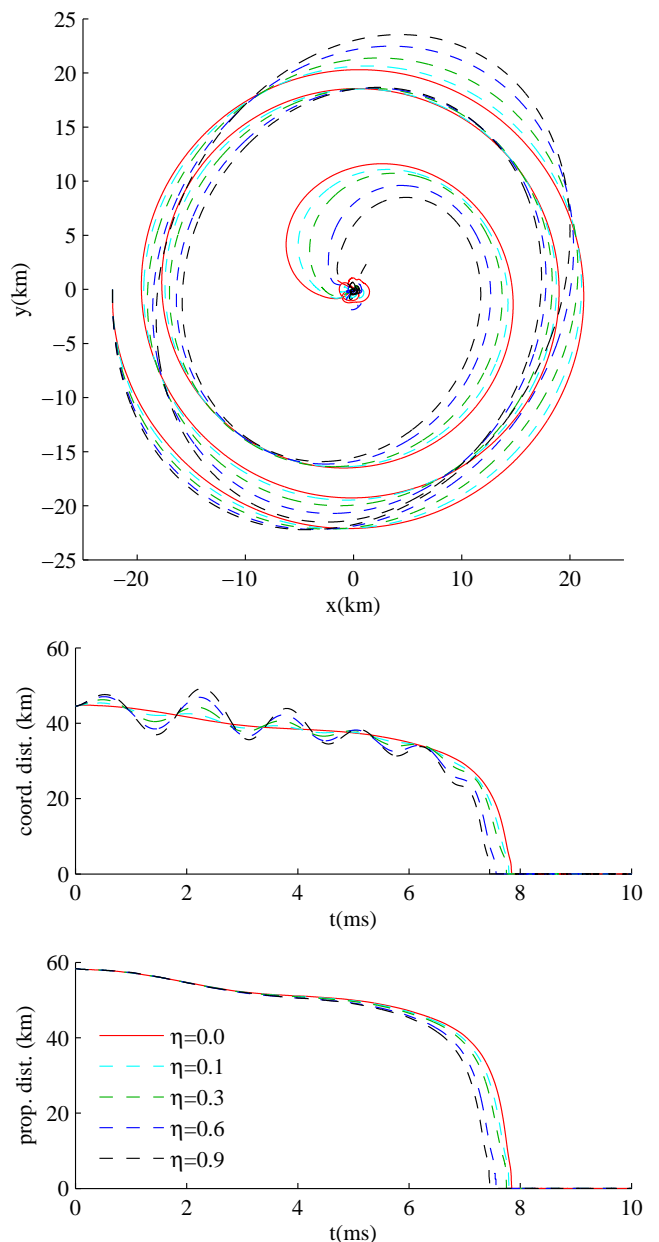 25
20
15
10
5
0
−5
−10
−15
−20
−25
y(km)
−20 −10 0 10 20
x(km)
60
40
20
0
coord. dist. (km)
0 2 4 6 8 10
t(ms)
60
40
20
0
prop. dist. (km)
η=0.0
η=0.1
η=0.3
η=0.6
η=0.9
0 2 4 6 8 10
t(ms)